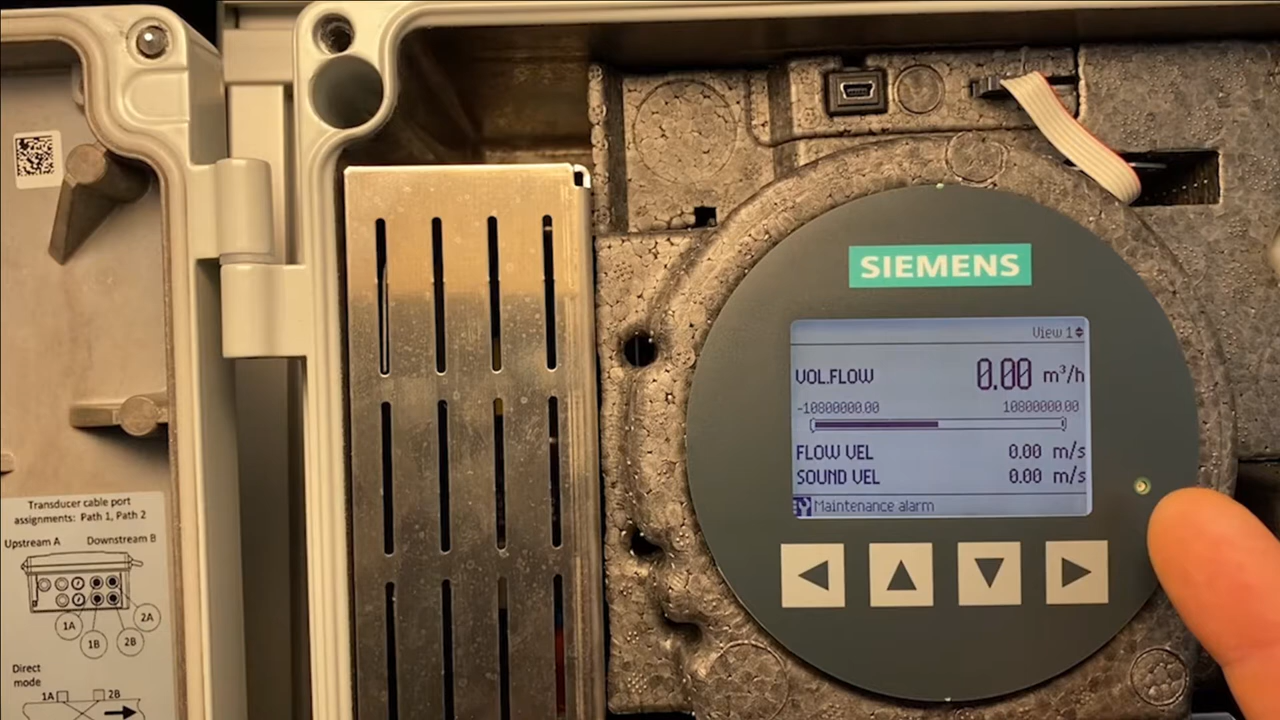 SIEMENS
View 1
VOL.FLOW 0.00 m³/h
-10800000.00 10800000.00
FLOW VEL 0.00 m/s
SOUND VEL 0.00 m/s
Maintenance alarm
Transducer cable port
assignments: Path 1, Path 2
Upstream A Downstream B
1A 1B 2B 2A
Direct
mode
1A 2B